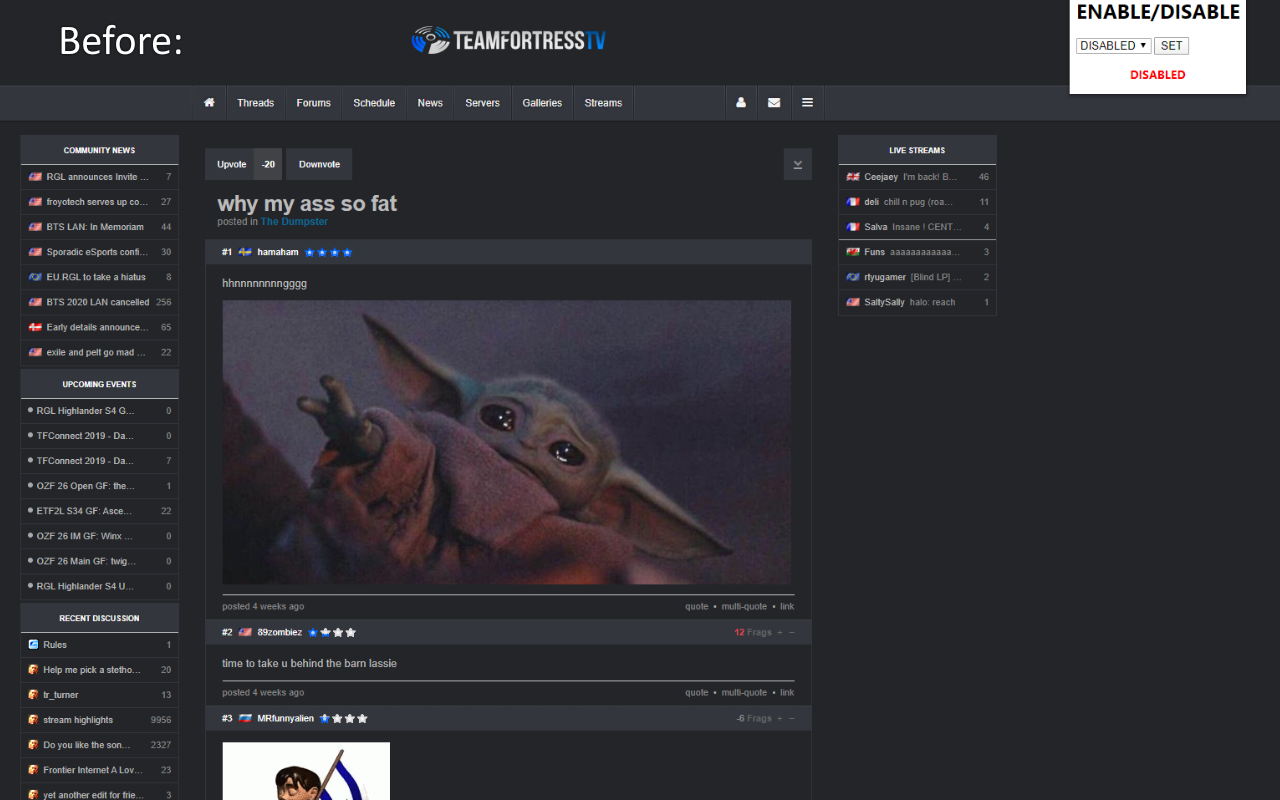 Before:
TEAMFORTRESSTV
ENABLE/DISABLE
DISABLED SET
DISABLED
Threads Forums Schedule News Servers Galleries Streams
COMMUNITY NEWS
RGL announces Invite ... 7
froyotech serves up co... 27
BTS LAN: In Memoriam 44
Sporadic eSports confi... 30
EU.RGL to take a hiatus 8
BTS 2020 LAN cancelled 256
Early details announce... 65
exile and pelt go mad ... 22
UPCOMING EVENTS
RGL Highlander S4 G... 0
TFConnect 2019 - Da... 0
TFConnect 2019 - Da... 7
OZF 26 Open GF: the... 1
ETF2L S34 GF: Asce... 22
OZF 26 IM GF: Winx ... 0
OZF 26 Main GF: twig... 0
RGL Highlander S4 U... 0
RECENT DISCUSSION
Rules 1
Help me pick a stetho... 20
tr_turner 13
stream highlights 9956
Do you like the son... 2327
Frontier Internet A Lov... 23
yet another edit for frie... 3
Upvote -20 Downvote
why my ass so fat
posted in The Dumpster
#1 hamaham
hhnnnnnnnngggg
posted 4 weeks ago quote • multi-quote • link
#2 89zombiez 12 Frags + –
time to take u behind the barn lassie
posted 4 weeks ago quote • multi-quote • link
#3 MRfunnyalien -6 Frags + –
LIVE STREAMS
Ceejaey I'm back! B... 46
deli chill n pug (roa... 11
Salva Insane ! CENT... 4
Funs aaaaaaaaaaaa... 3
rtyugamer [Blind LP] ... 2
SaltySally halo: reach 1